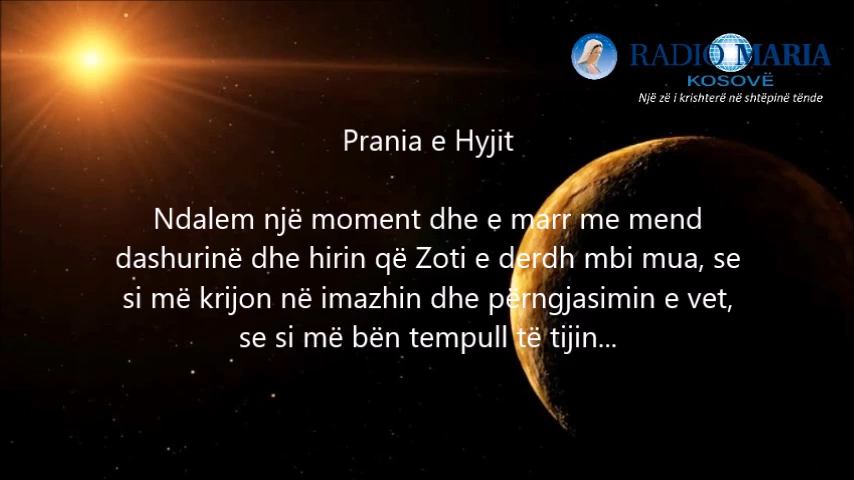 RADIO MARIA
KOSOVË
Një zë i krishterë në shtëpinë tënde
Prania e Hyjit
Ndalem një moment dhe e marr me mend
dashurinë dhe hirin që Zoti e derdh mbi mua, se
si më krijon në imazhin dhe përngjasimin e vet,
se si më bën tempull të tijin...